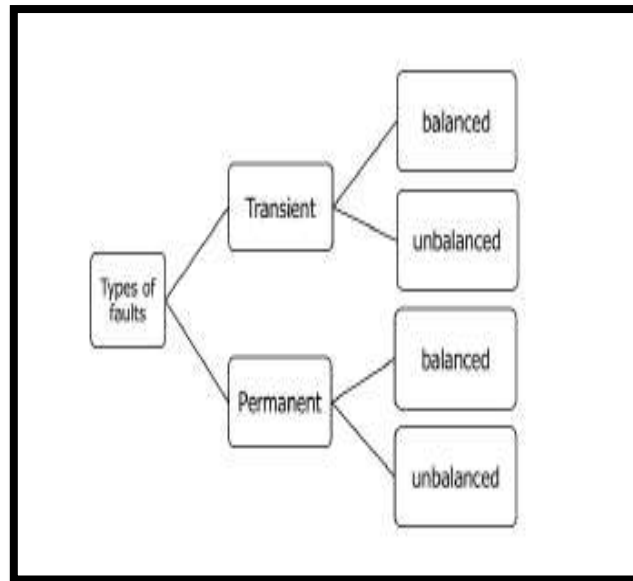 Types of
faults
Transient
balanced
unbalanced
Permanent
balanced
unbalanced